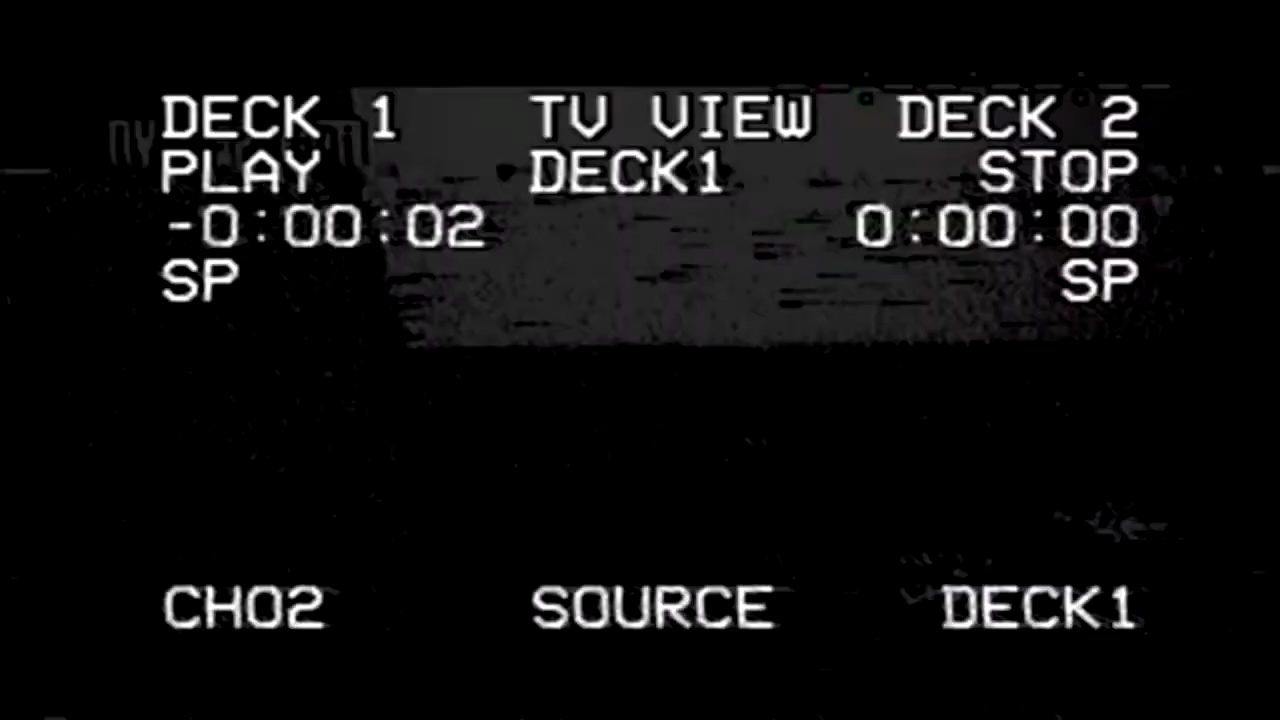 DECK 1 TV VIEW DECK 2
PLAY DECK1 STOP
-0:00:02 0:00:00
SP SP
CH02 SOURCE DECK1